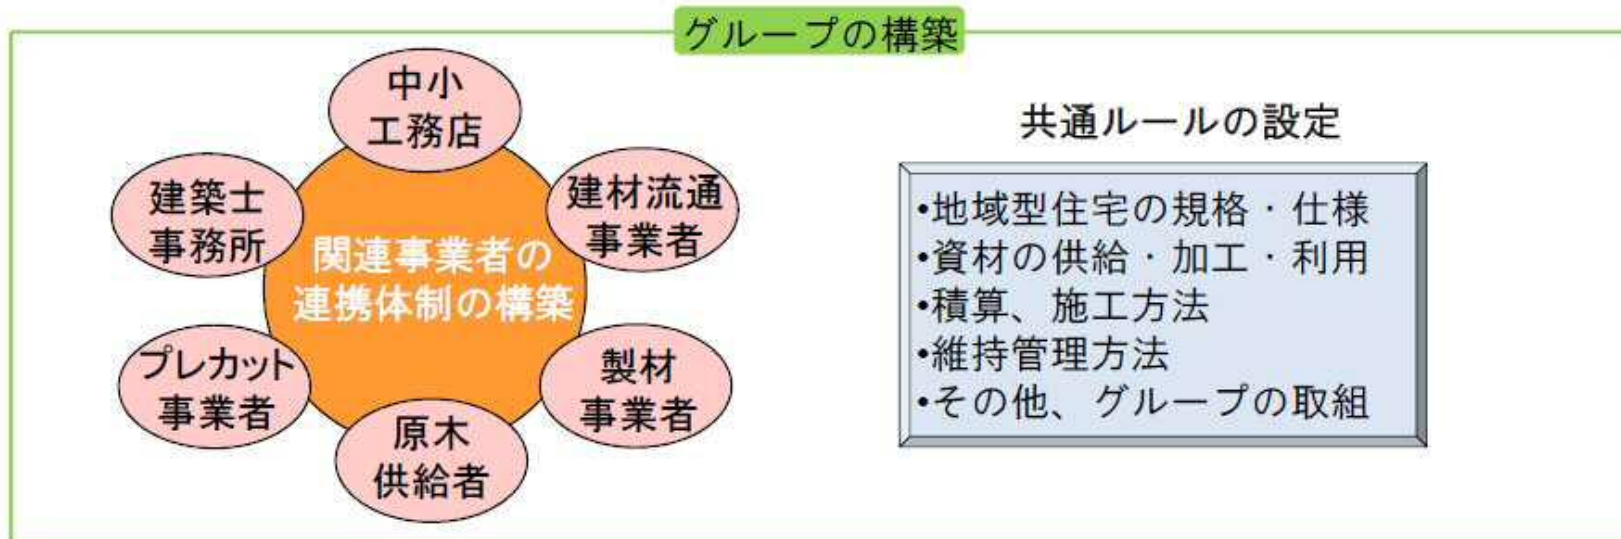 グループの構築
中小
工務店
建築士
事務所
建材流通
事業者
関連事業者の
連携体制の構築
プレカット
事業者
製材
事業者
原木
供給者
共通ルールの設定
•地域型住宅の規格・仕様
•資材の供給・加工・利用
•積算、施工方法
•維持管理方法
•その他、グループの取組